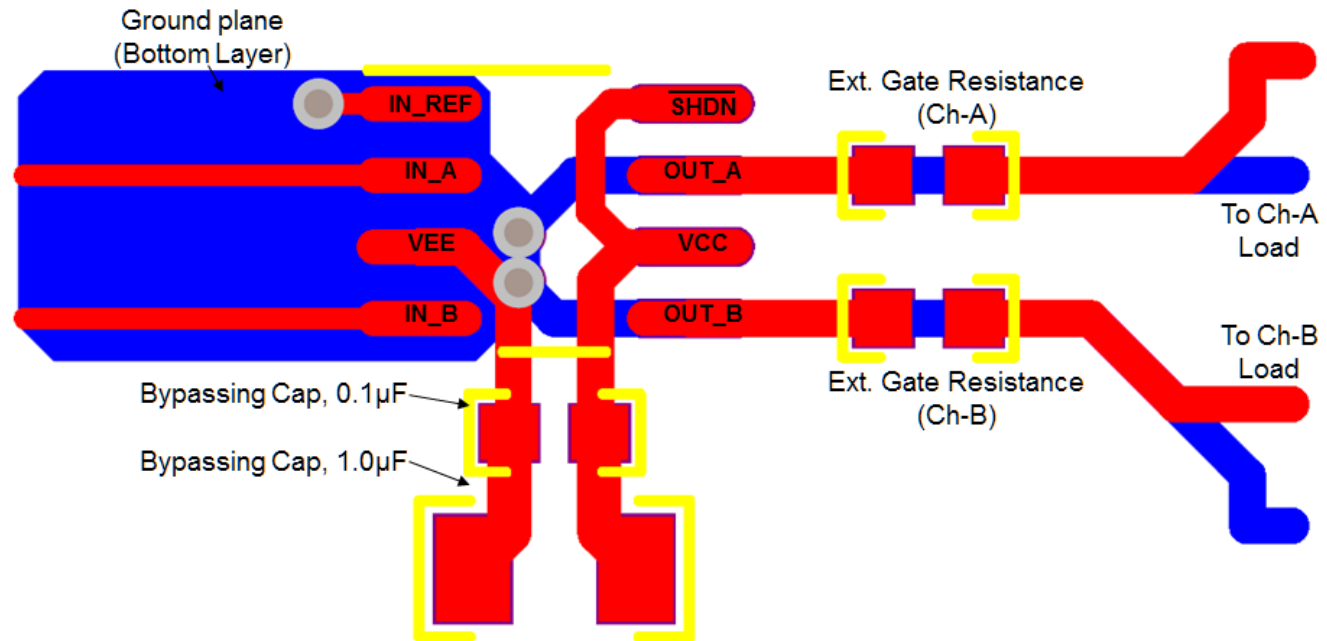 Ground plane
(Bottom Layer)
IN_REF
SHDN
Ext. Gate Resistance
(Ch-A)
IN_A
OUT_A
To Ch-A
Load
VEE
VCC
IN_B
OUT_B
To Ch-B
Load
Ext. Gate Resistance
(Ch-B)
Bypassing Cap, 0.1µF
Bypassing Cap, 1.0µF